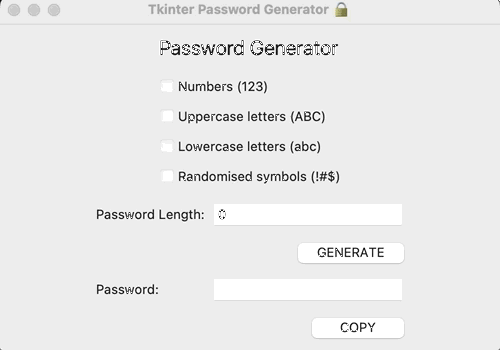 Tkinter Password Generator 🔒
Password Generator
Numbers (123)
Uppercase letters (ABC)
Lowercase letters (abc)
Randomised symbols (!#$)
Password Length: 0
GENERATE
Password:
COPY